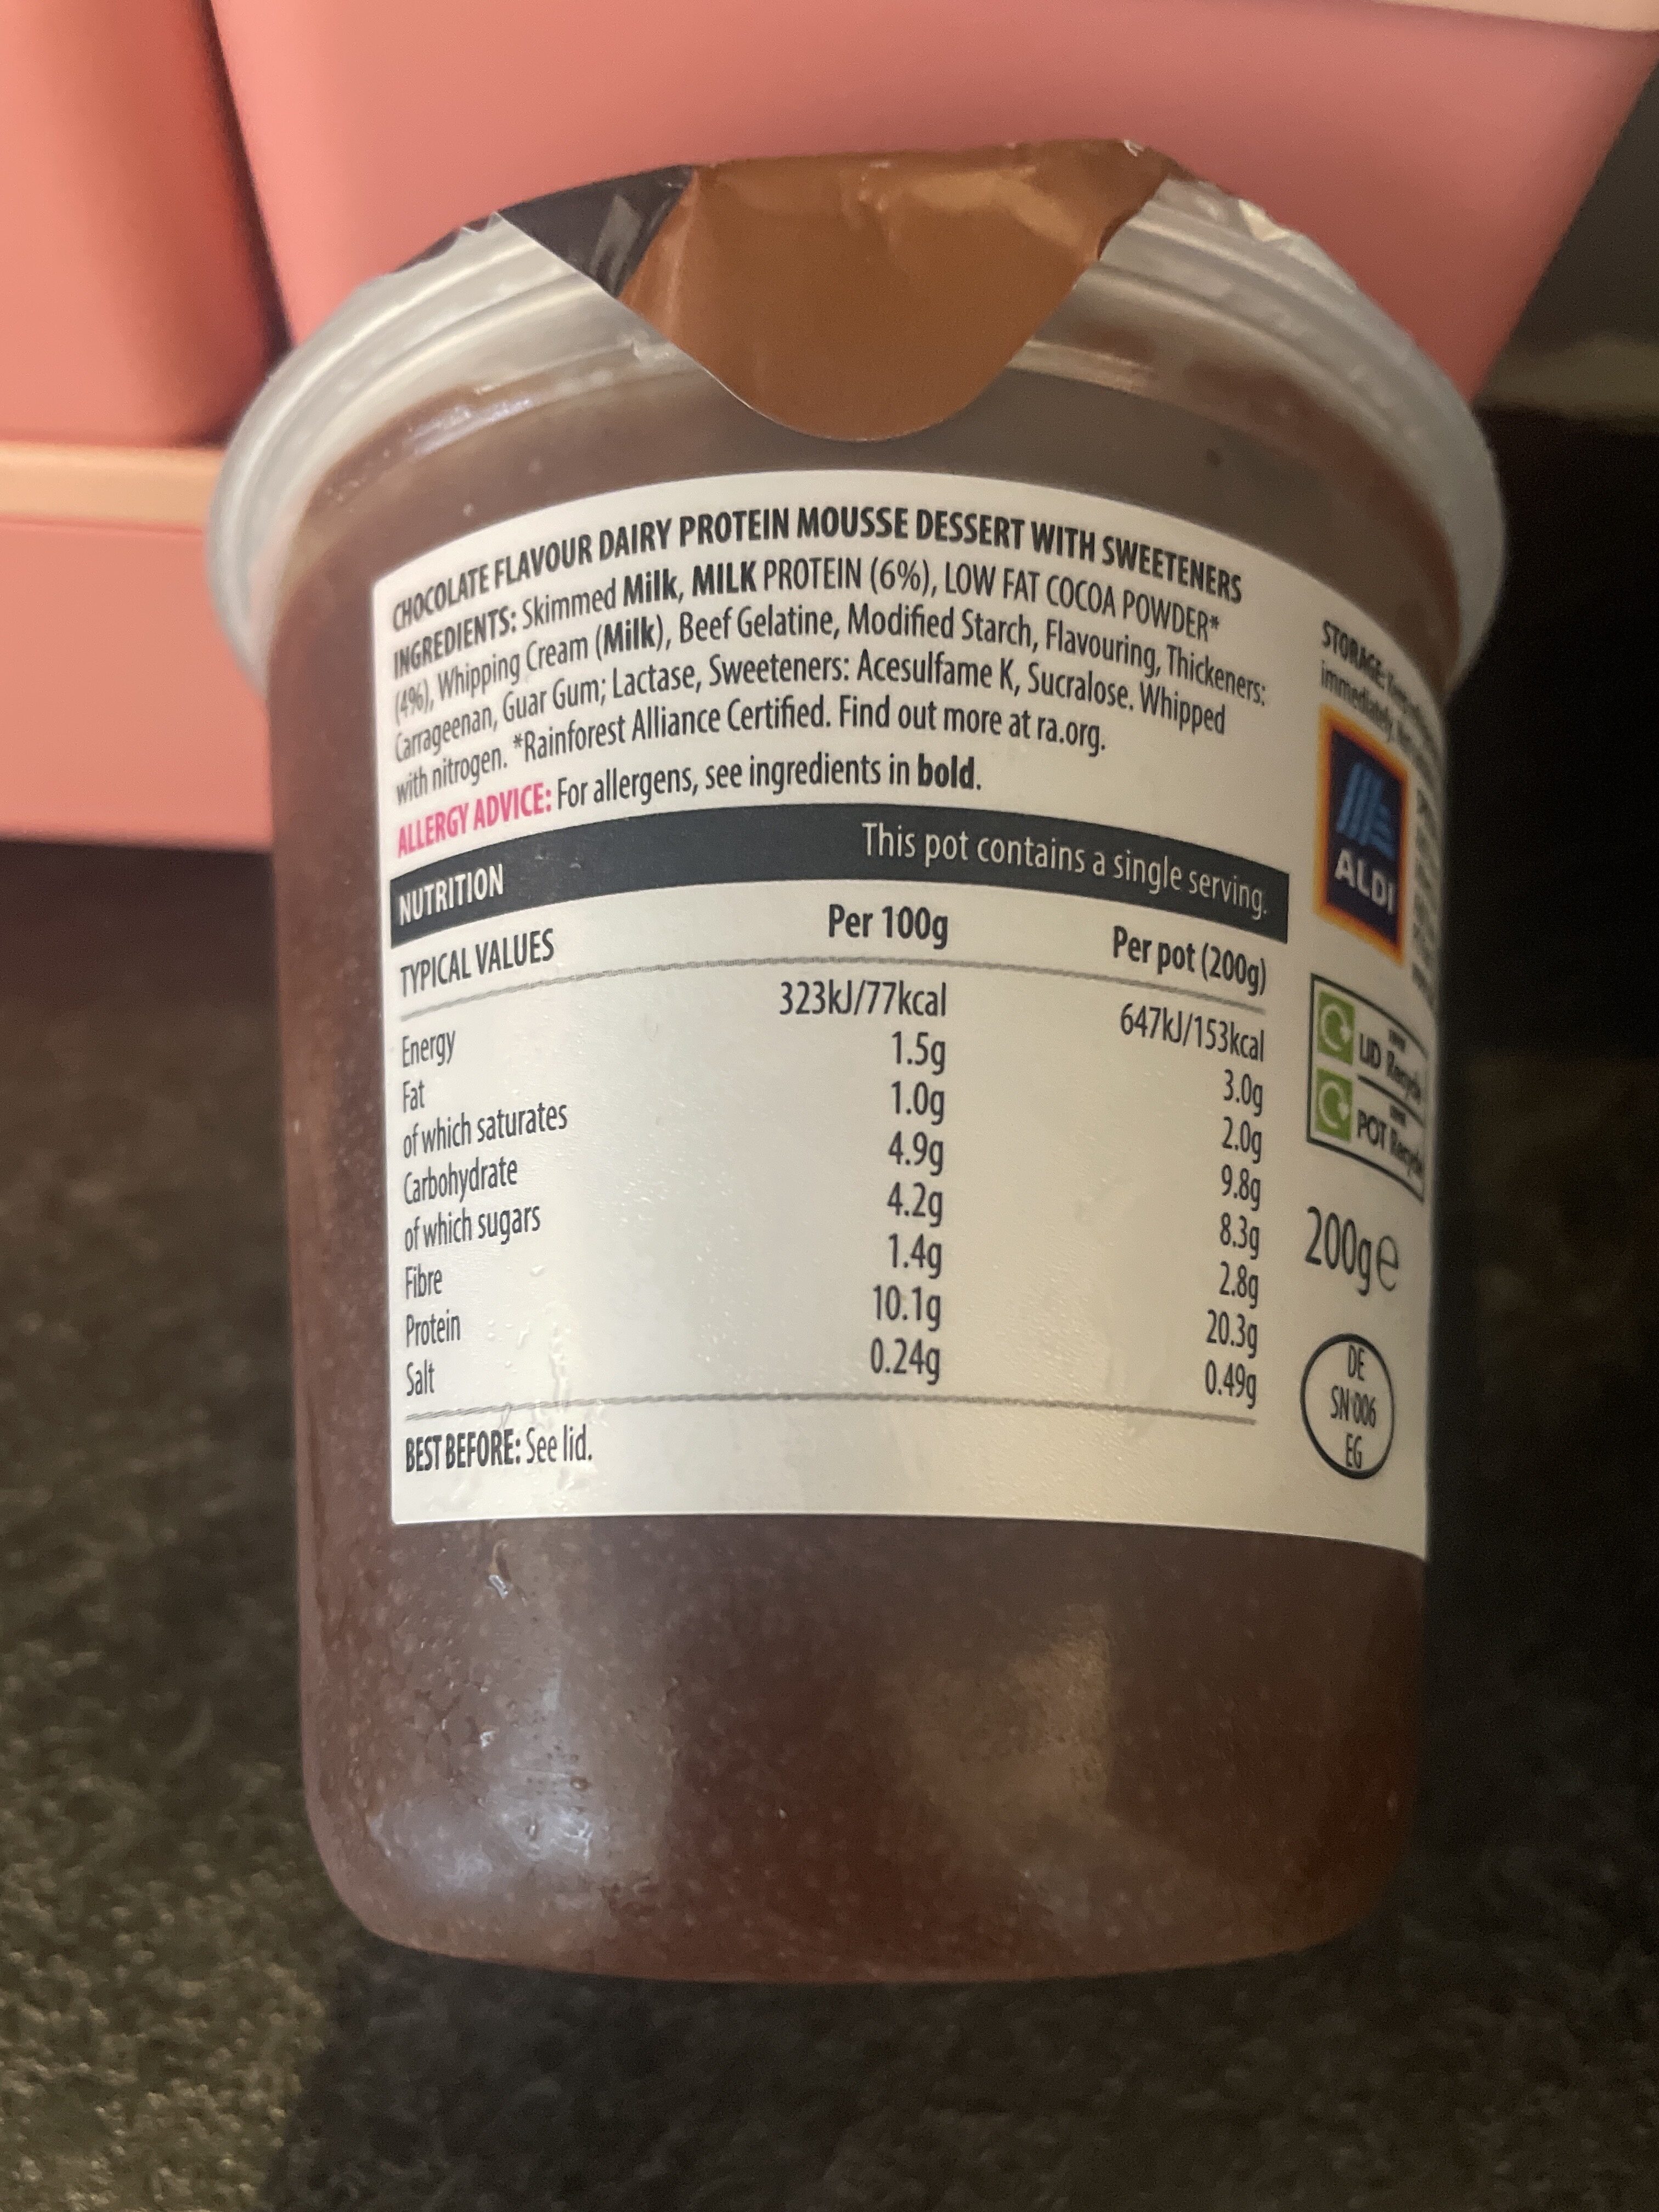 CHOCOLATE FLAVOUR DAIRY PROTEIN MOUSSE DESSERT WITH SWEETENERS
INGREDIENTS: Skimmed Milk, MILK PROTEIN (6%), LOW FAT COCOA POWDER*
(4%), Whipping Cream (Milk), Beef Gelatine, Modified Starch, Flavouring, Thickeners:
Carrageenan, Guar Gum; Lactase, Sweeteners: Acesulfame K, Sucralose. Whipped
with nitrogen. *Rainforest Alliance Certified. Find out more at ra.org.
ALLERGY ADVICE: For allergens, see ingredients in bold.
NUTRITION This pot contains a single serving.
TYPICAL VALUES Per 100g Per pot (200g)
Energy 323kJ/77kcal 647kJ/153kcal
Fat 1.5g 3.0g
of which saturates 1.0g 2.0g
Carbohydrate 4.9g 9.8g
of which sugars 4.2g 8.3g
Fibre 1.4g 2.8g
Protein 10.1g 20.3g
Salt 0.24g 0.49g
BEST BEFORE: See lid.
STORAGE:
immediately.
ALDI
LID Recycle
POT Recycle
200g℮
DE
SN 006
EG